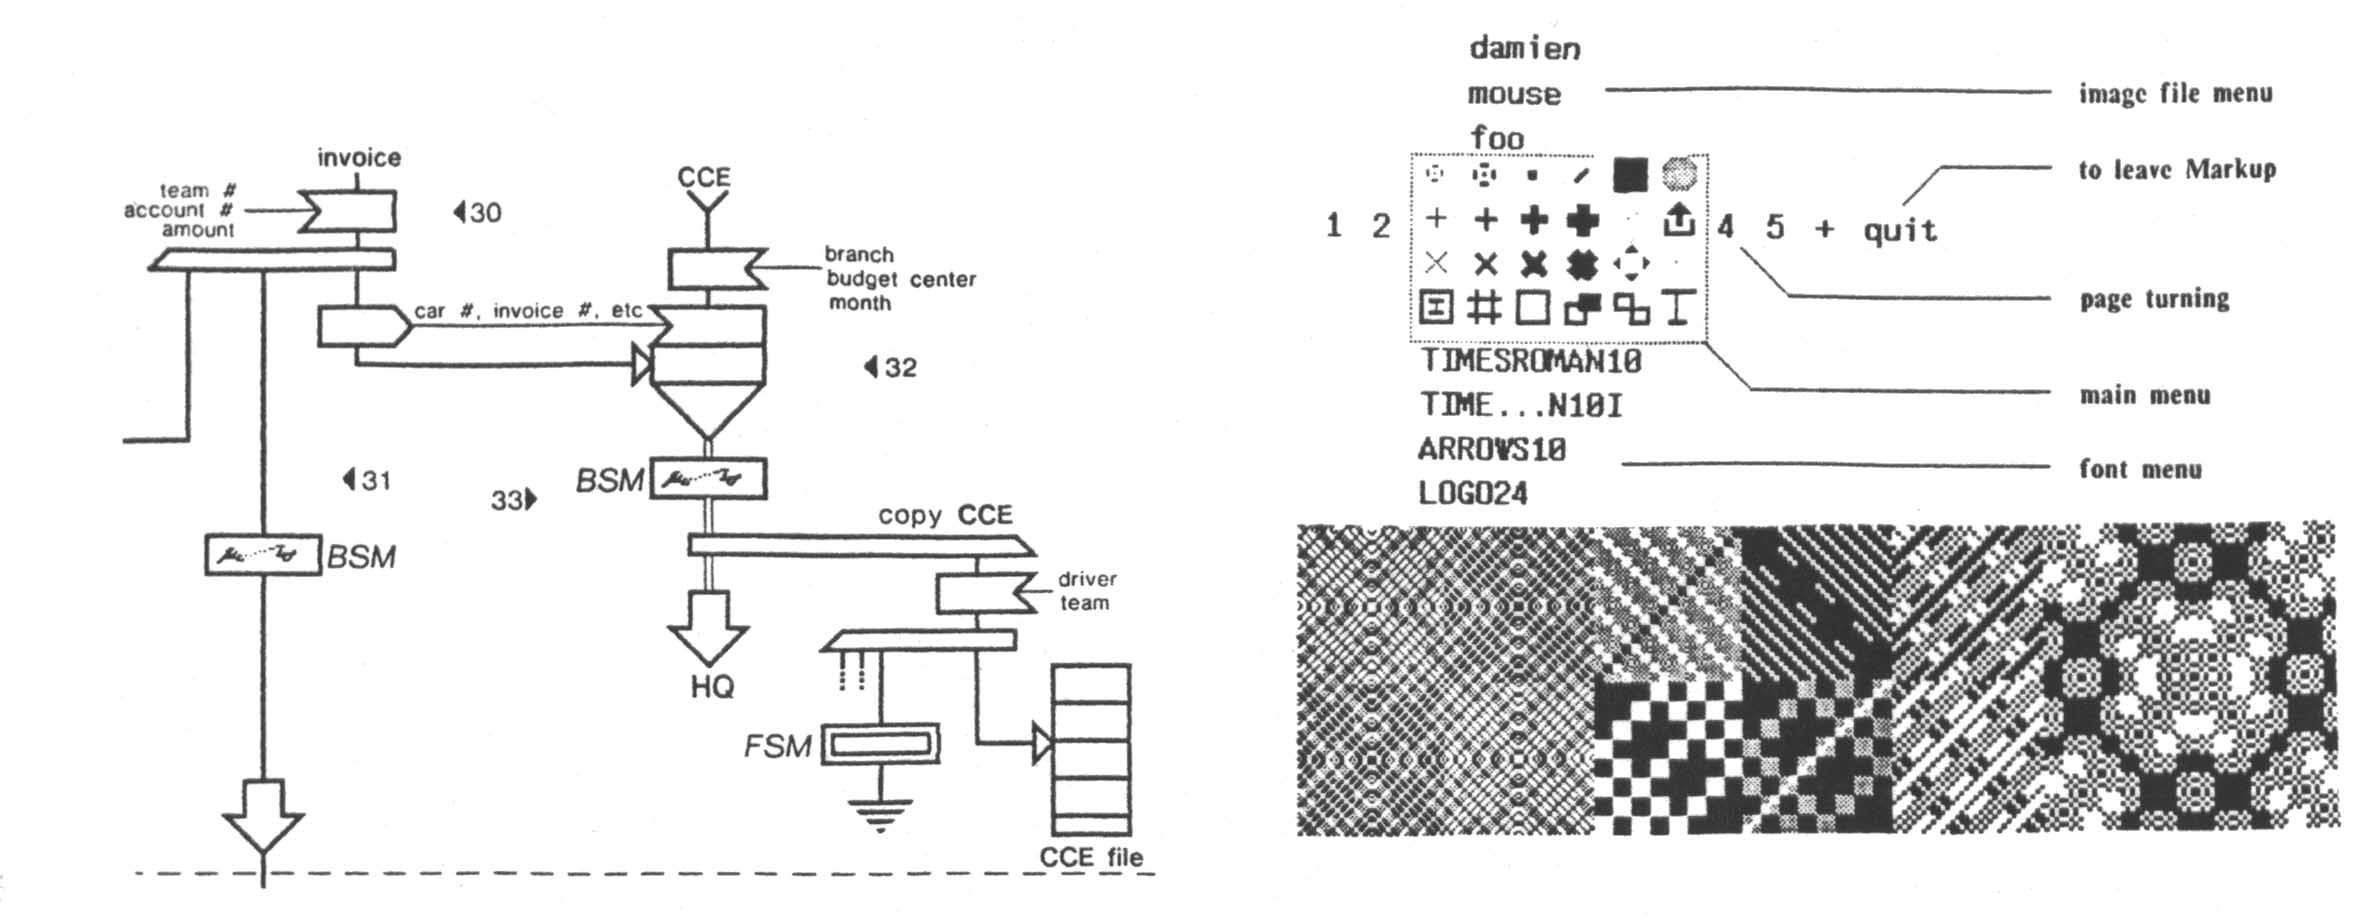 invoice
team #
account #
amount
◀30
CCE
branch
budget center
month
car #, invoice #, etc
◀32
◀31
33▶
BSM
BSM
copy CCE
driver
team
HQ
FSM
CCE file
damien
mouse
image file menu
foo
to leave Markup
1 2
4 5 + quit
page turning
TIMESROMAN10
main menu
TIME...N10I
ARROWS10
font menu
LOGO24